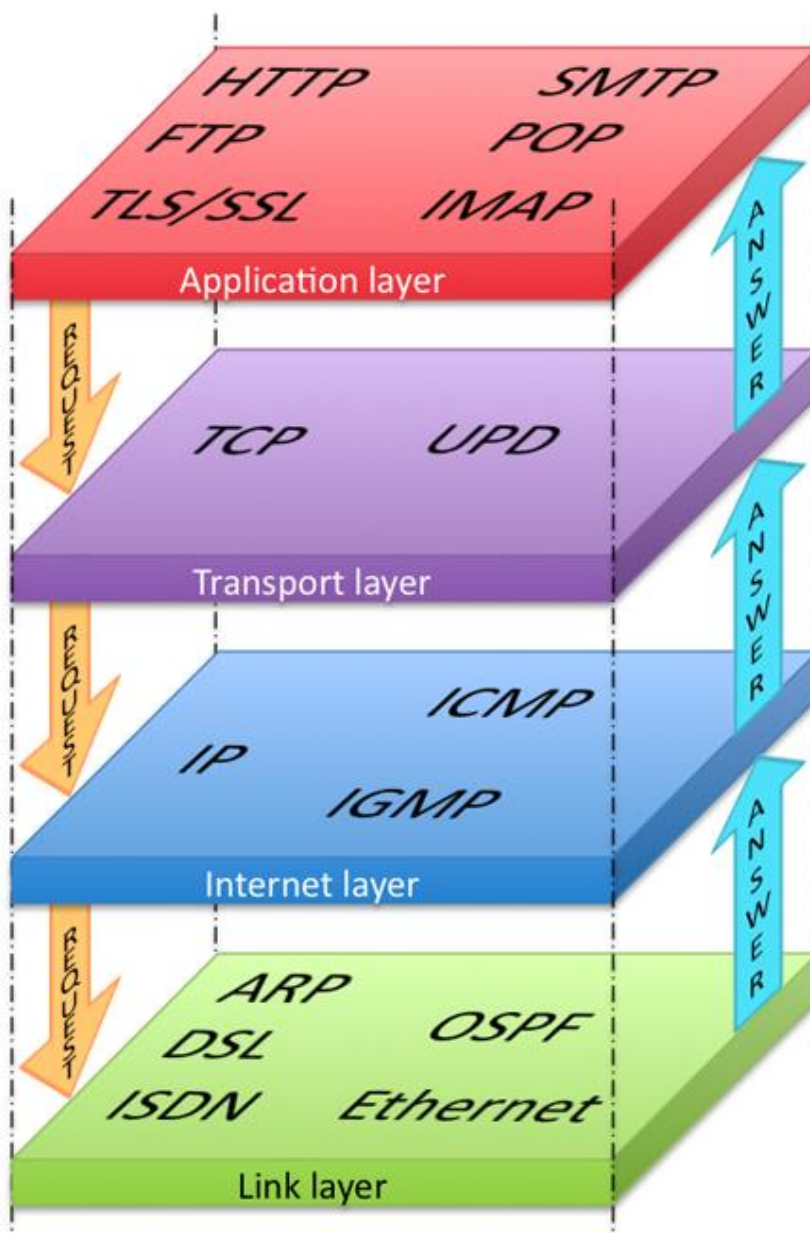 HTTP SMTP
FTP POP
TLS/SSL IMAP
Application layer
REQUEST
ANSWER
TCP UPD
Transport layer
REQUEST
ANSWER
ICMP
IP
IGMP
Internet layer
REQUEST
ANSWER
ARP
OSPF
DSL
ISDN Ethernet
Link layer